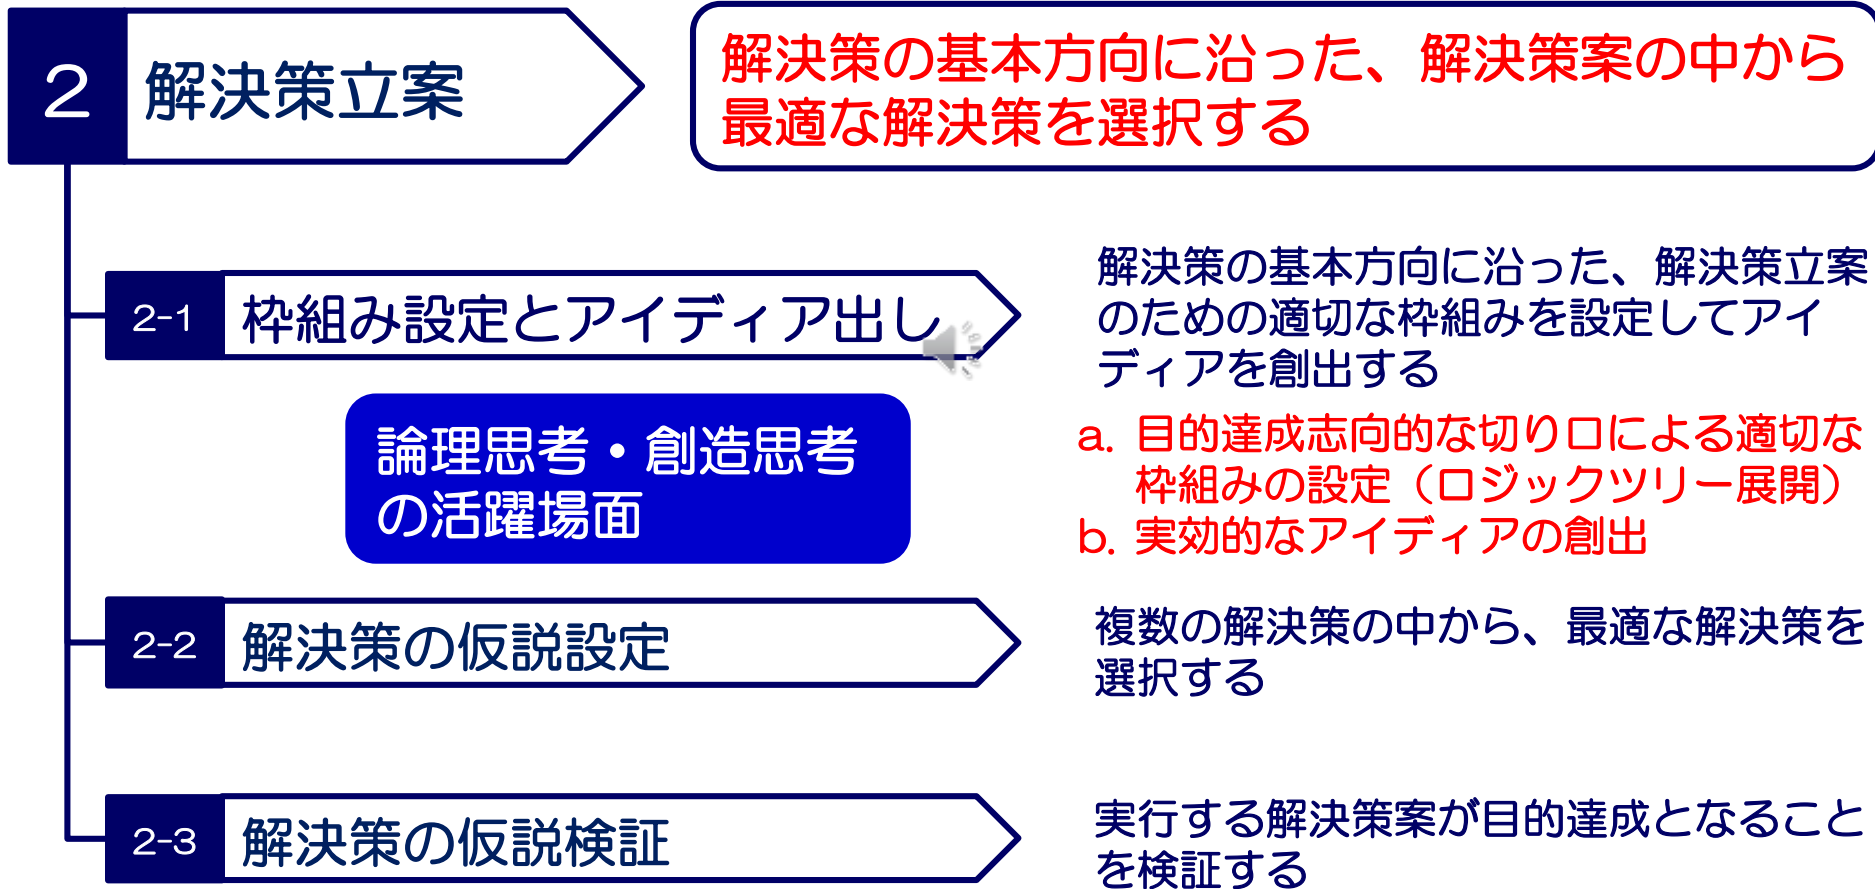 2 解決策立案
解決策の基本方向に沿った、解決策案の中から
最適な解決策を選択する
2-1 枠組み設定とアイディア出し
解決策の基本方向に沿った、解決策立案
のための適切な枠組みを設定してアイ
ディアを創出する
論理思考・創造思考
の活躍場面
a. 目的達成志向的な切り口による適切な
枠組みの設定（ロジックツリー展開）
b. 実効的なアイディアの創出
2-2 解決策の仮説設定
複数の解決策の中から、最適な解決策を
選択する
2-3 解決策の仮説検証
実行する解決策案が目的達成となること
を検証する